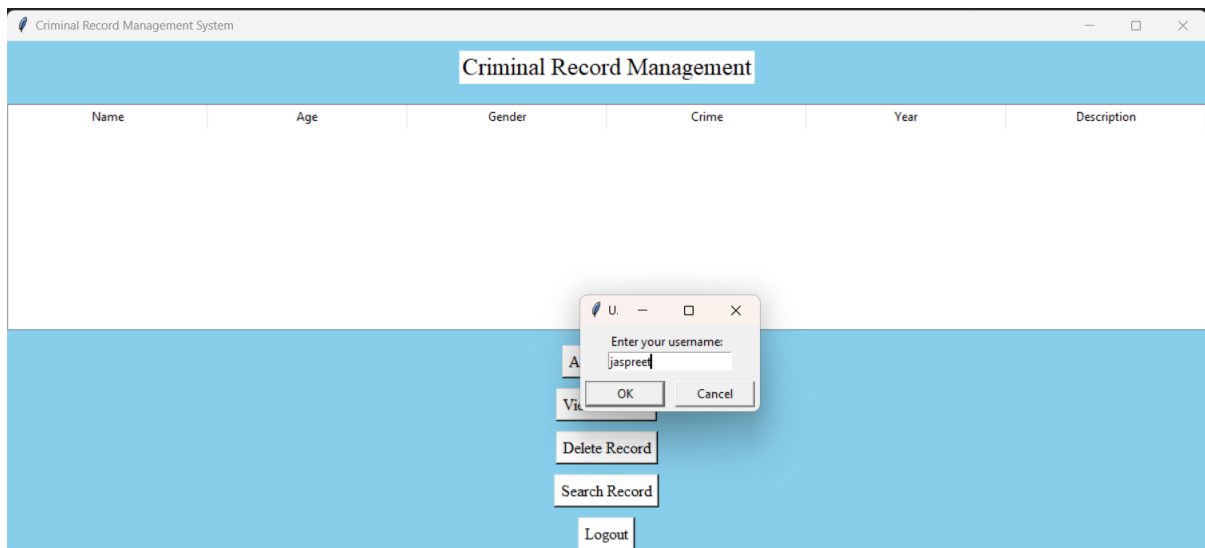 Criminal Record Management System
Criminal Record Management
Name Age Gender Crime Year Description
U.
Enter your username:
jaspreet
OK Cancel
Delete Record
Search Record
Logout